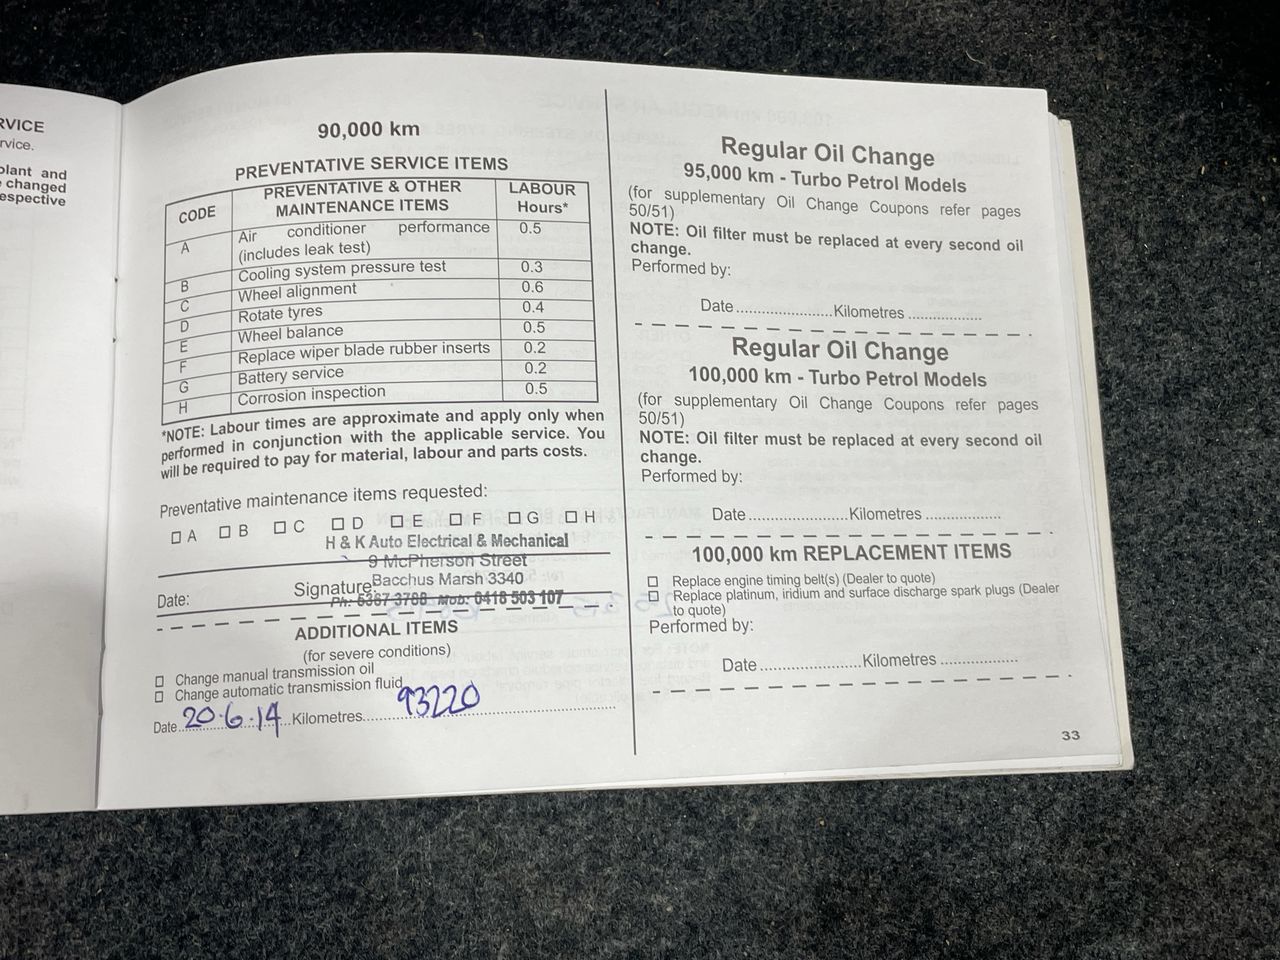 RVICE
rvice.
plant and
changed
espective
90,000 km
PREVENTATIVE SERVICE ITEMS
CODE PREVENTATIVE & OTHER MAINTENANCE ITEMS LABOUR Hours*
A Air conditioner performance (includes leak test) 0.5
B Cooling system pressure test 0.3
C Wheel alignment 0.6
D Rotate tyres 0.4
E Wheel balance 0.5
F Replace wiper blade rubber inserts 0.2
G Battery service 0.2
H Corrosion inspection 0.5
*NOTE: Labour times are approximate and apply only when
performed in conjunction with the applicable service. You
will be required to pay for material, labour and parts costs.
Preventative maintenance items requested:
☐ A ☐ B ☐ C ☐ D ☐ E ☐ F ☐ G ☐ H
H & K Auto Electrical & Mechanical
9 McPherson Street
Bacchus Marsh 3340
Ph: 5367 3788 Mob: 0418 503 107
Date: Signature
ADDITIONAL ITEMS
(for severe conditions)
☐ Change manual transmission oil
☐ Change automatic transmission fluid
Date 20.6.14 Kilometres 93220
Regular Oil Change
95,000 km - Turbo Petrol Models
(for supplementary Oil Change Coupons refer pages
50/51)
NOTE: Oil filter must be replaced at every second oil
change.
Performed by:
Date......................Kilometres .................
Regular Oil Change
100,000 km - Turbo Petrol Models
(for supplementary Oil Change Coupons refer pages
50/51)
NOTE: Oil filter must be replaced at every second oil
change.
Performed by:
Date.......................Kilometres .................
100,000 km REPLACEMENT ITEMS
☐ Replace engine timing belt(s) (Dealer to quote)
☐ Replace platinum, iridium and surface discharge spark plugs (Dealer
to quote)
Performed by:
Date.......................Kilometres .................
33